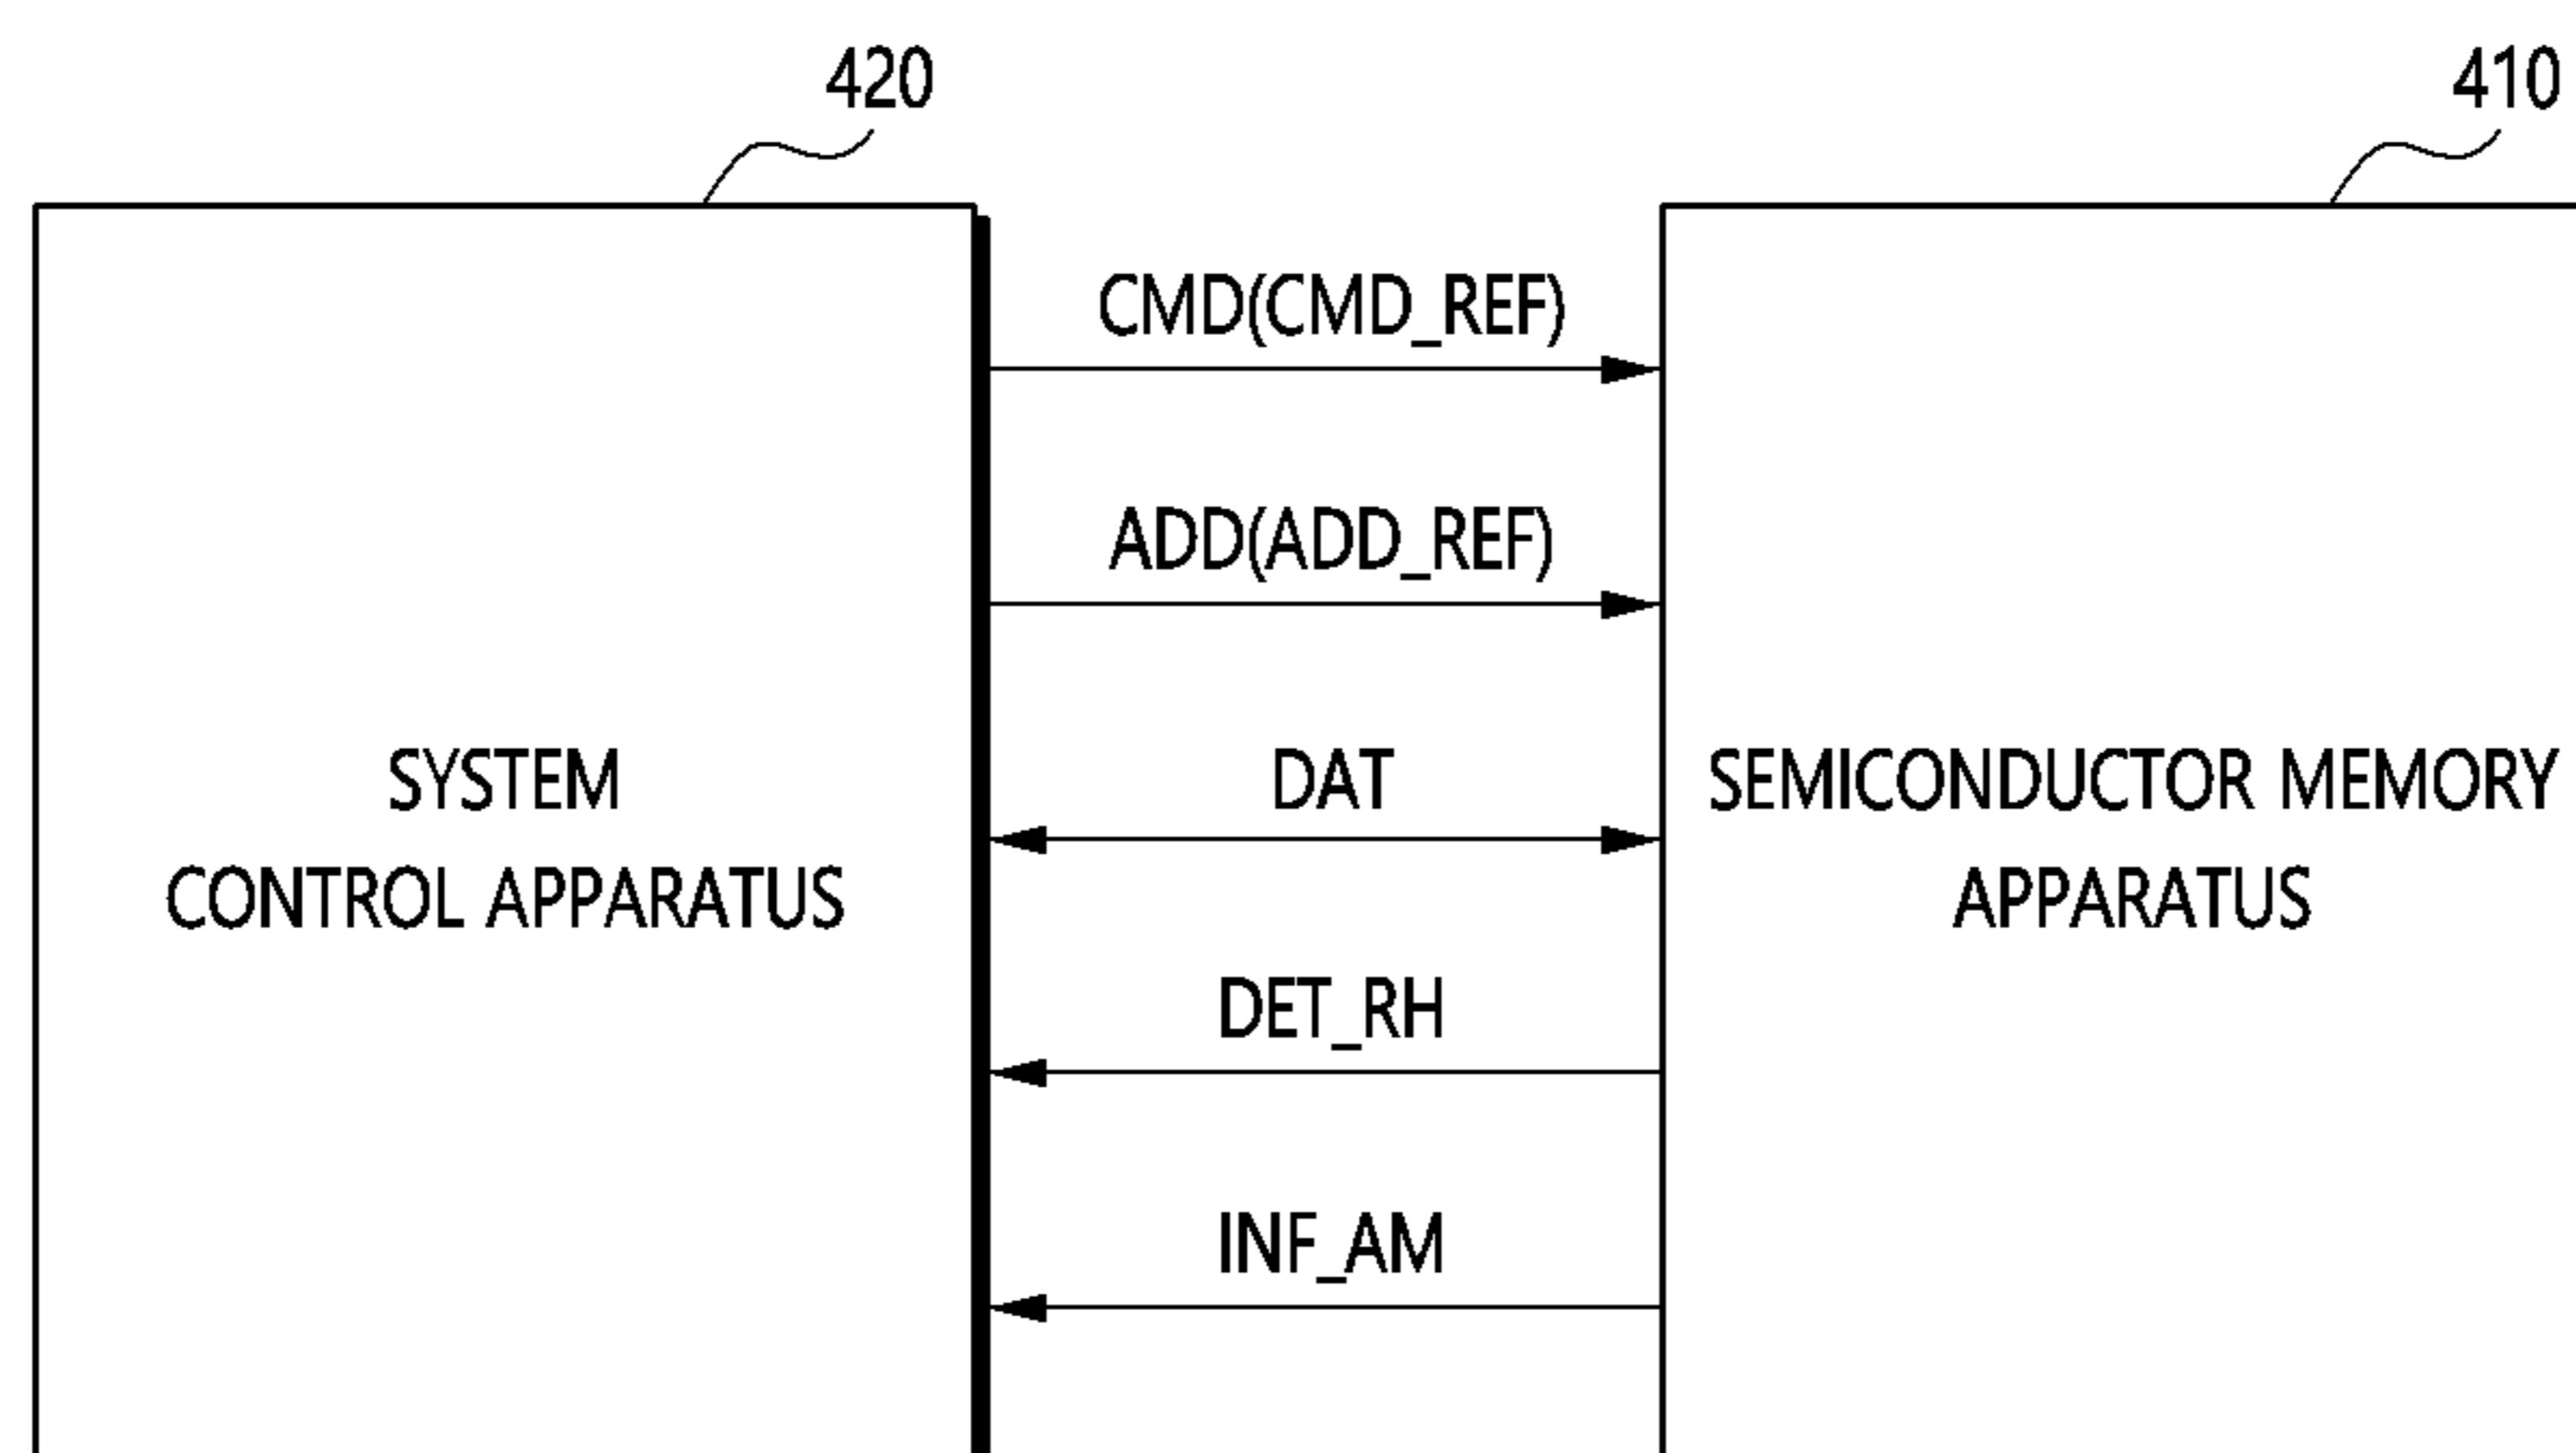 420
410
CMD(CMD_REF)
ADD(ADD_REF)
SYSTEM
CONTROL APPARATUS
DAT
SEMICONDUCTOR MEMORY
APPARATUS
DET_RH
INF_AM